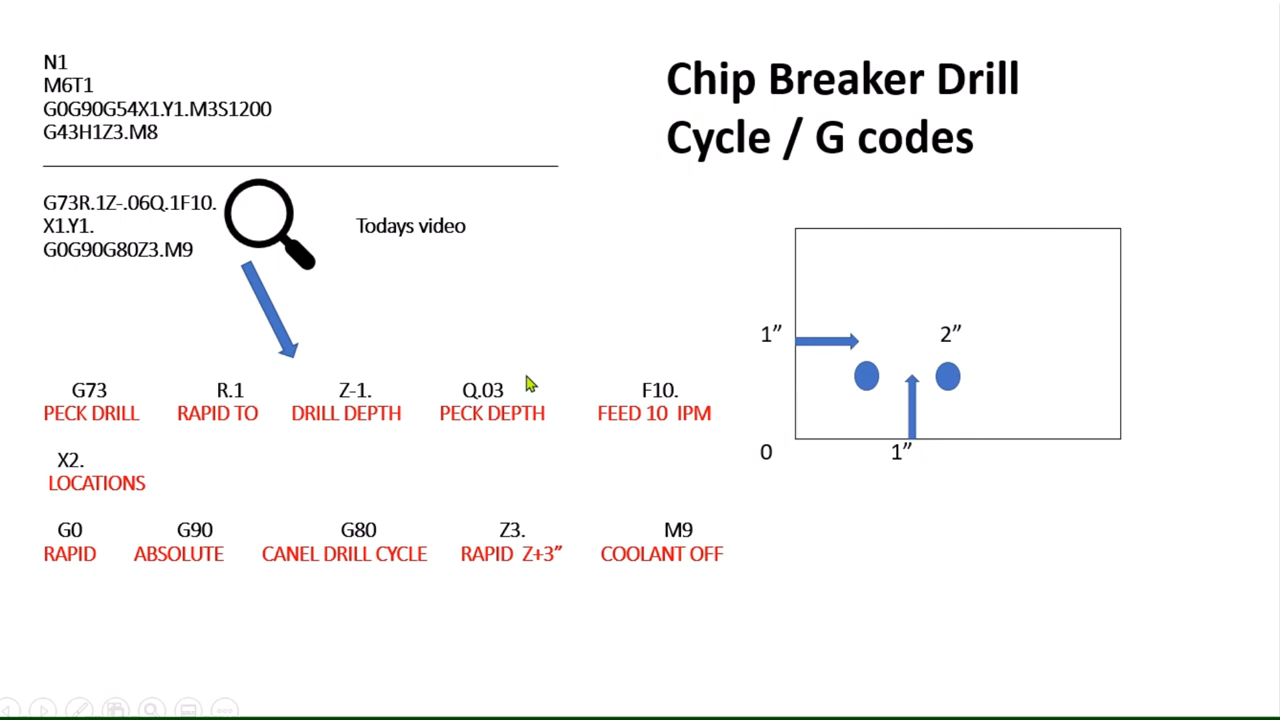 N1
M6T1
G0G90G54X1.Y1.M3S1200
G43H1Z3.M8
Chip Breaker Drill
Cycle / G codes
G73R.1Z-.06Q.1F10.
X1.Y1.
G0G90G80Z3.M9
Todays video
1”
2”
0
1”
G73 R.1 Z-1. Q.03 F10.
PECK DRILL RAPID TO DRILL DEPTH PECK DEPTH FEED 10 IPM
X2.
LOCATIONS
G0 G90 G80 Z3. M9
RAPID ABSOLUTE CANEL DRILL CYCLE RAPID Z+3” COOLANT OFF